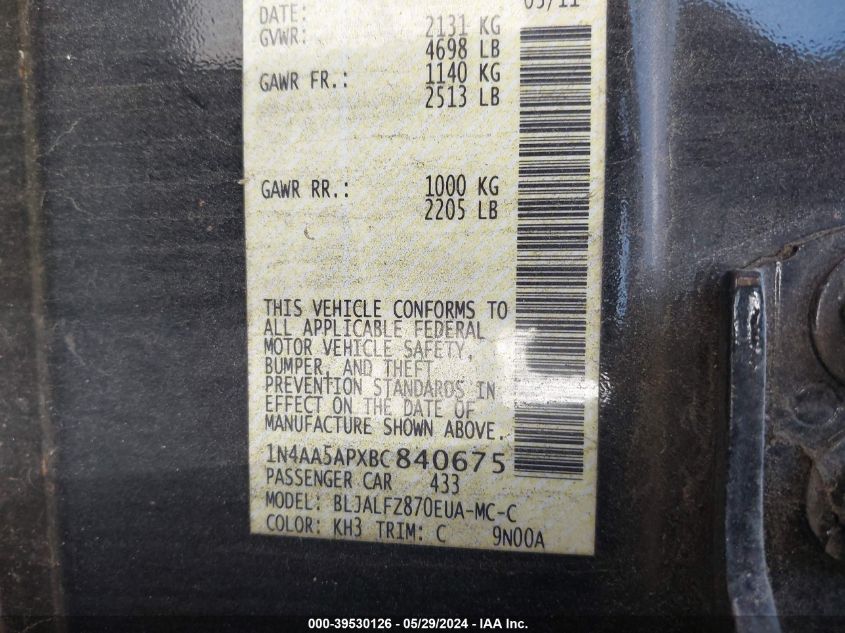 DATE: 05/11
GVWR: 2131 KG
4698 LB
GAWR FR.: 1140 KG
2513 LB
GAWR RR.: 1000 KG
2205 LB
THIS VEHICLE CONFORMS TO
ALL APPLICABLE FEDERAL
MOTOR VEHICLE SAFETY,
BUMPER, AND THEFT
PREVENTION STANDARDS IN
EFFECT ON THE DATE OF
MANUFACTURE SHOWN ABOVE.
1N4AA5APXBC840675
PASSENGER CAR 433
MODEL: BLJALFZ870EUA-MC-C
COLOR: KH3 TRIM: C 9N00A
000-39530126 - 05/29/2024 - IAA Inc.